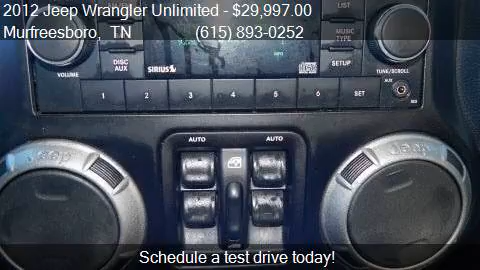 2012 Jeep Wrangler Unlimited - $29,997.00
Murfreesboro, TN (615) 893-0252
LIST
DISC AUX
MUSIC TYPE
VOLUME
SIRIUS
SETUP
TUNE/SCROLL
1 2 3 4 5 6 SET
AUX
AUTO AUTO
Jeep
Jeep
Schedule a test drive today!